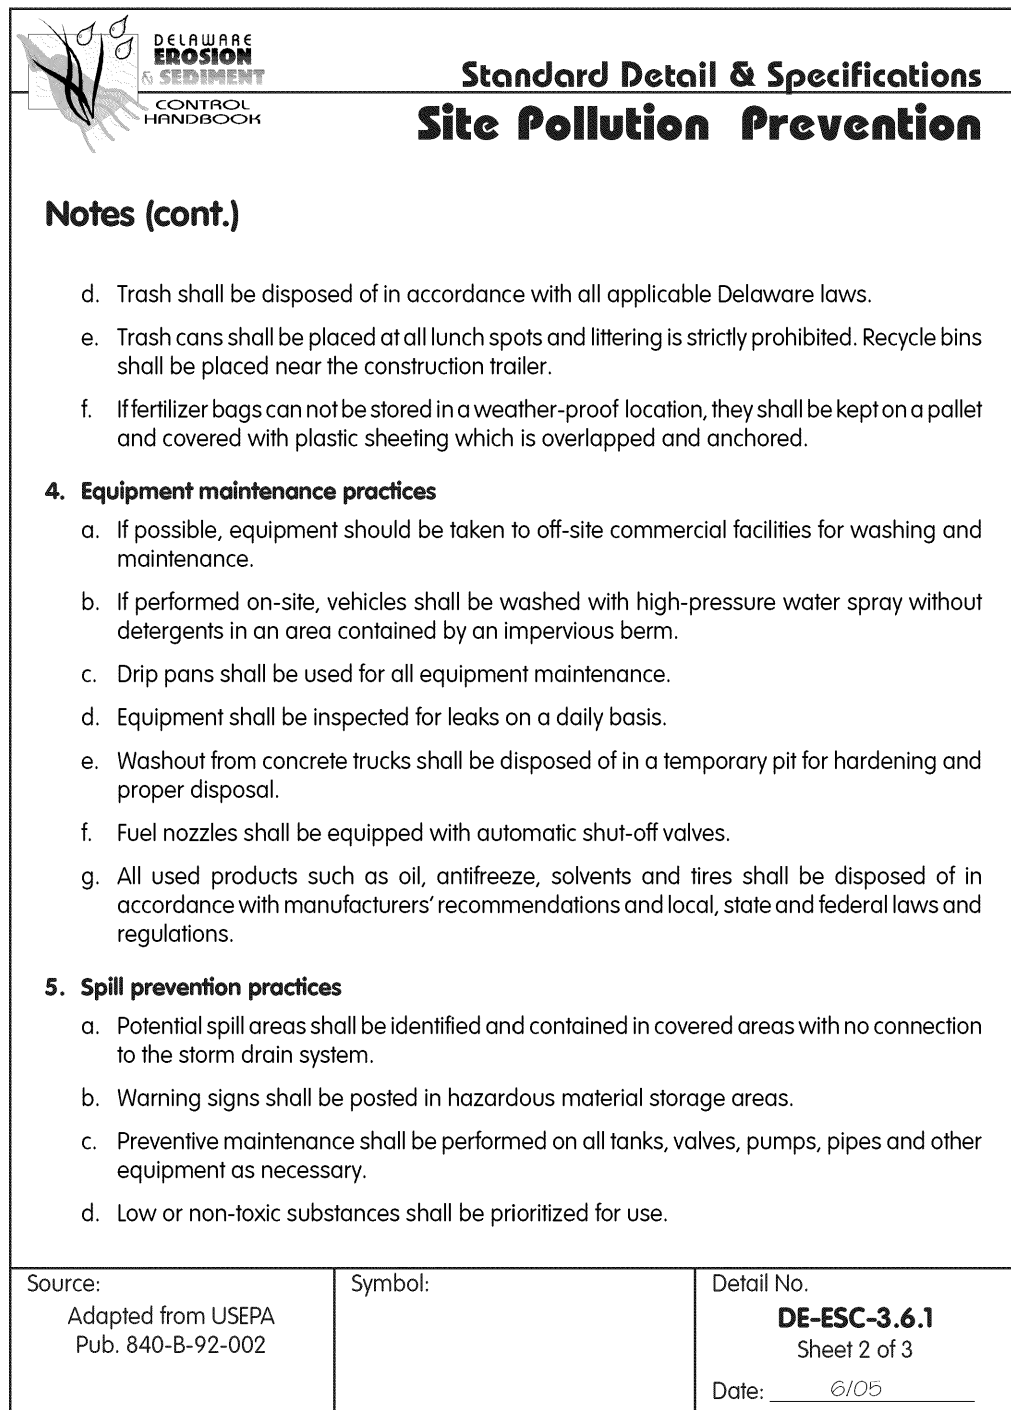 DELAWARE
EROSION
& SEDIMENT
CONTROL
HANDBOOK
Standard Detail & Specifications
Site Pollution Prevention
Notes (cont.)
d. Trash shall be disposed of in accordance with all applicable Delaware laws.
e. Trash cans shall be placed at all lunch spots and littering is strictly prohibited. Recycle bins
shall be placed near the construction trailer.
f. If fertilizer bags can not be stored in a weather-proof location, they shall be kept on a pallet
and covered with plastic sheeting which is overlapped and anchored.
4. Equipment maintenance practices
a. If possible, equipment should be taken to off-site commercial facilities for washing and
maintenance.
b. If performed on-site, vehicles shall be washed with high-pressure water spray without
detergents in an area contained by an impervious berm.
c. Drip pans shall be used for all equipment maintenance.
d. Equipment shall be inspected for leaks on a daily basis.
e. Washout from concrete trucks shall be disposed of in a temporary pit for hardening and
proper disposal.
f. Fuel nozzles shall be equipped with automatic shut-off valves.
g. All used products such as oil, antifreeze, solvents and tires shall be disposed of in
accordance with manufacturers' recommendations and local, state and federal laws and
regulations.
5. Spill prevention practices
a. Potential spill areas shall be identified and contained in covered areas with no connection
to the storm drain system.
b. Warning signs shall be posted in hazardous material storage areas.
c. Preventive maintenance shall be performed on all tanks, valves, pumps, pipes and other
equipment as necessary.
d. Low or non-toxic substances shall be prioritized for use.
Source:
Adapted from USEPA
Pub. 840-B-92-002
Symbol:
Detail No.
DE-ESC-3.6.1
Sheet 2 of 3
Date: 6/05